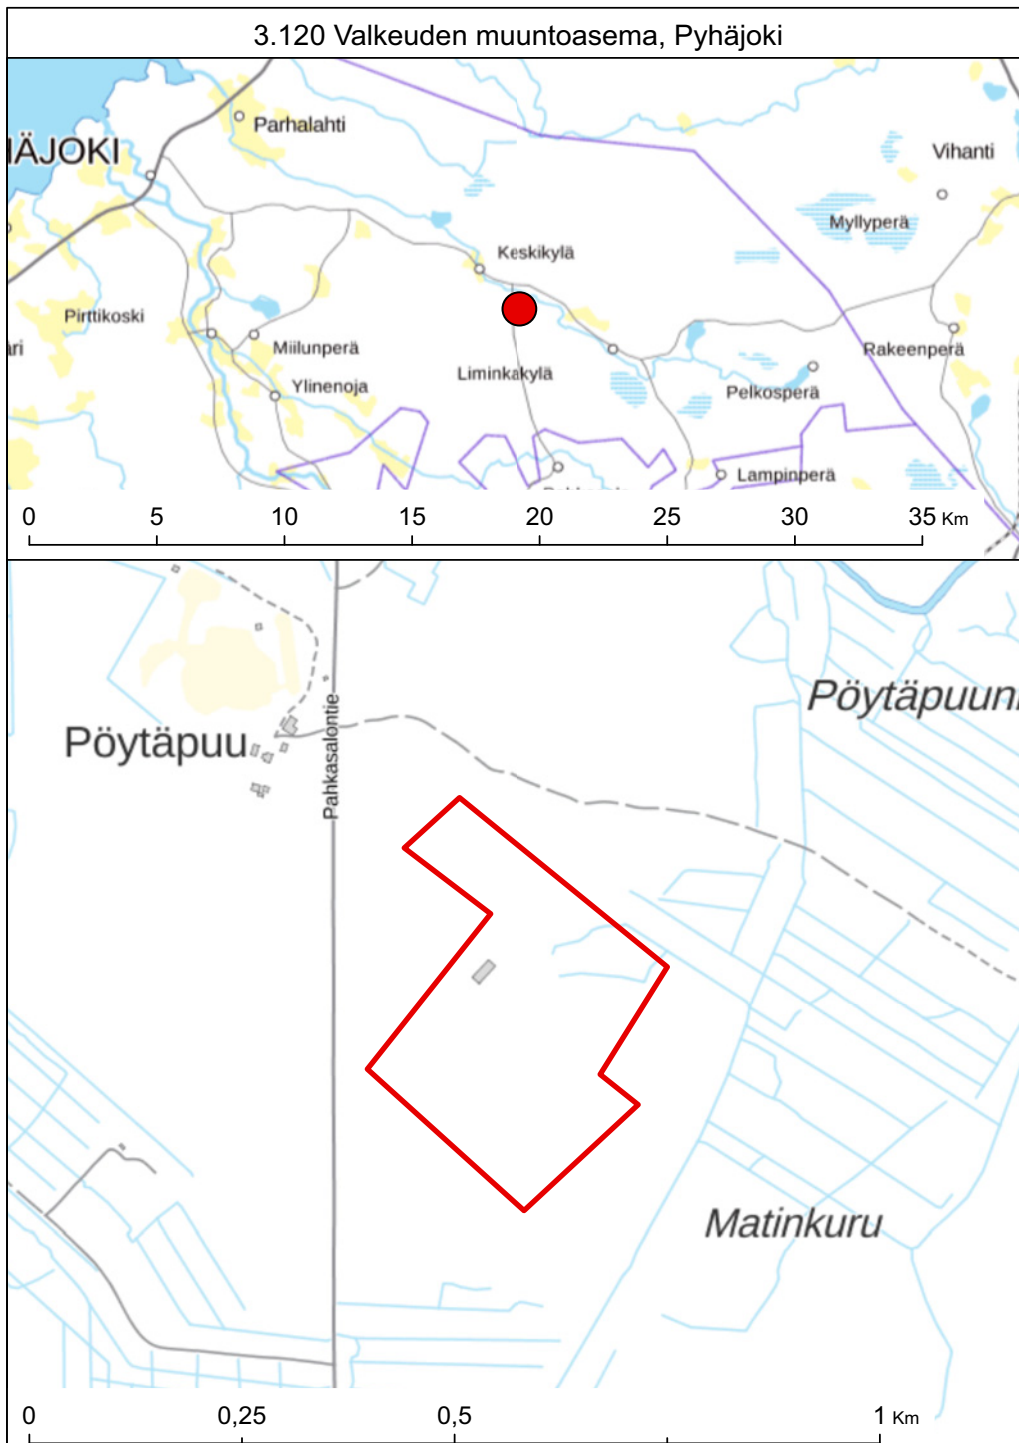 3.120 Valkeuden muuntoasema, Pyhäjoki
Parhalahti
HÄJOKI
Vihanti
Myllyperä
Keskikylä
Pirttikoski
Miilunperä
Rakeenperä
Liminkakylä
Ylinenoja
Pelkosperä
Lampinperä
0 5 10 15 20 25 30 35 Km
Pöytäpuu
Pahkasalontie
Pöytäpuun
Matinkuru
0 0,25 0,5 1 Km